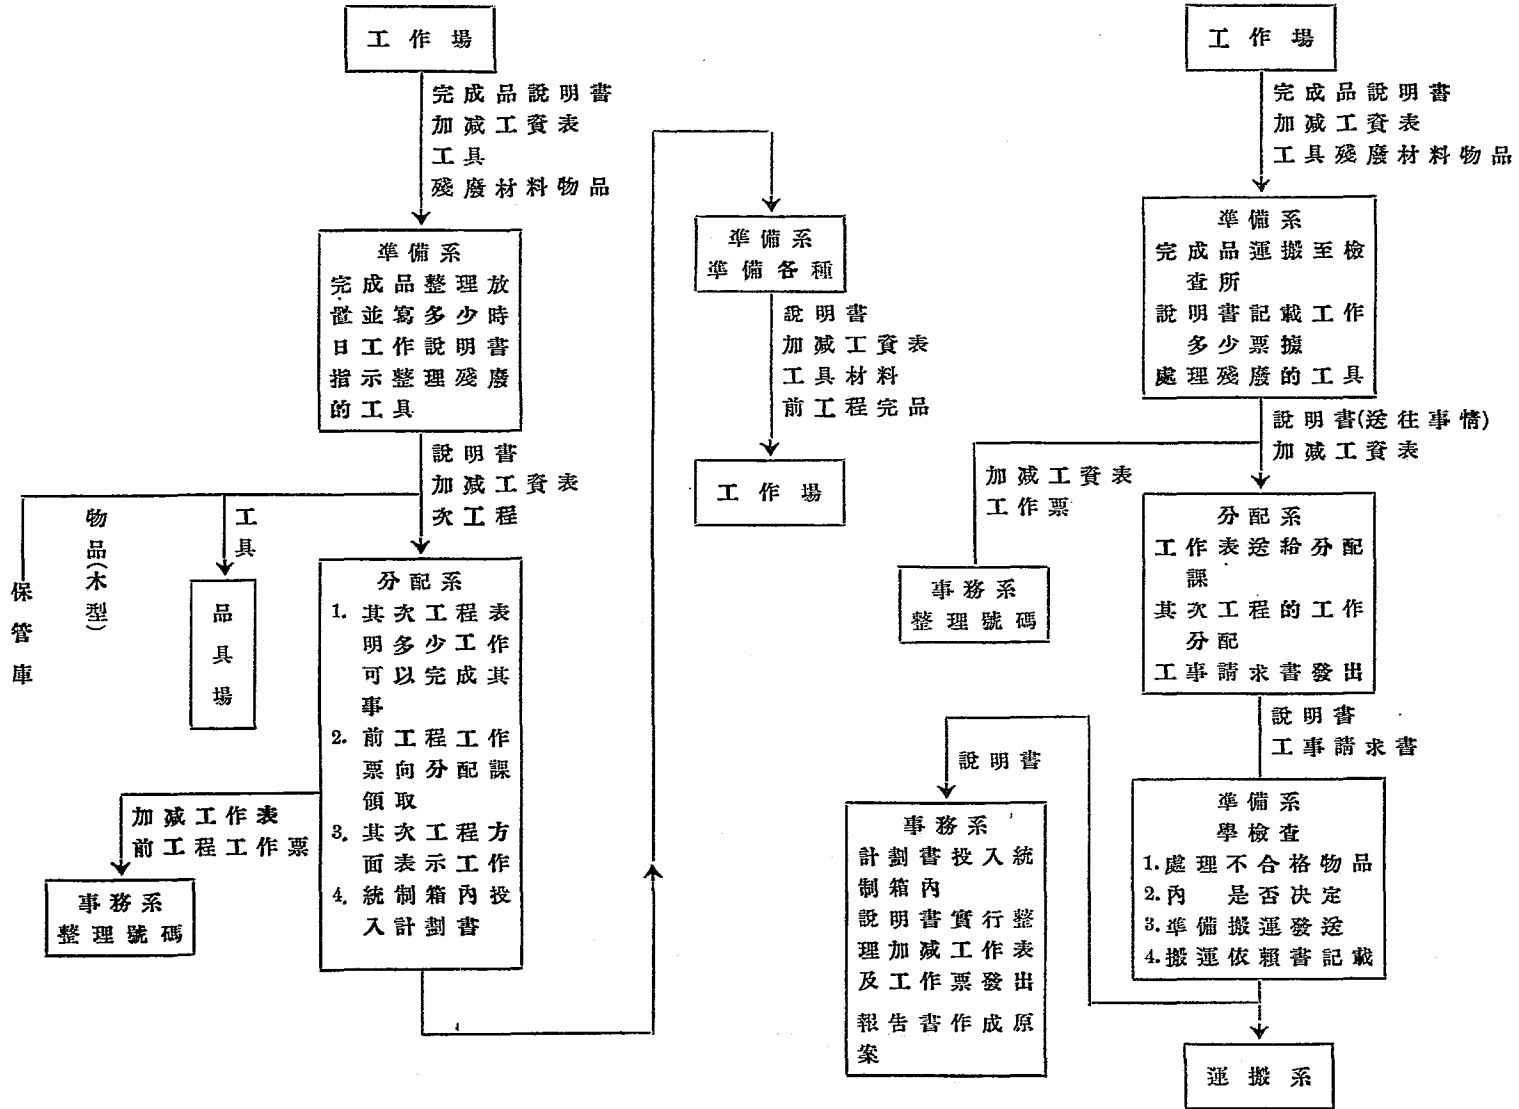 工作場
完成品說明書
加减工資表
工具
殘廢材料物品
準備系
完成品整理放
置並寫多少時
日工作說明書
指示整理殘廢
的工具
說明書
加减工資表
次工程
工具
品具場
物品(木型)
保管庫
分配系
1. 其次工程表
明多少工作
可以完成其
事
2. 前工程工作
票向分配課
領取
3. 其次工程方
面表示工作
4. 統制箱內投
入計劃書
加减工作表
前工程工作票
事務系
整理號碼
準備系
準備各種
說明書
加减工資表
工具材料
前工程完品
工作場
工作場
完成品說明書
加减工資表
工具殘廢材料物品
準備系
完成品運搬至檢
查所
說明書記載工作
多少票據
處理殘廢的工具
說明書(送往事情)
加减工資表
加减工資表
工作票
事務系
整理號碼
分配系
工作表送給分配
課
其次工程的工作
分配
工事請求書發出
說明書
工事請求書
準備系
學檢查
1.處理不合格物品
2.內 是否决定
3.準備搬運發送
4.搬運依賴書記載
說明書
事務系
計劃書投入統
制箱內
說明書實行整
理加减工作表
及工作票發出
報告書作成原
案
運搬系